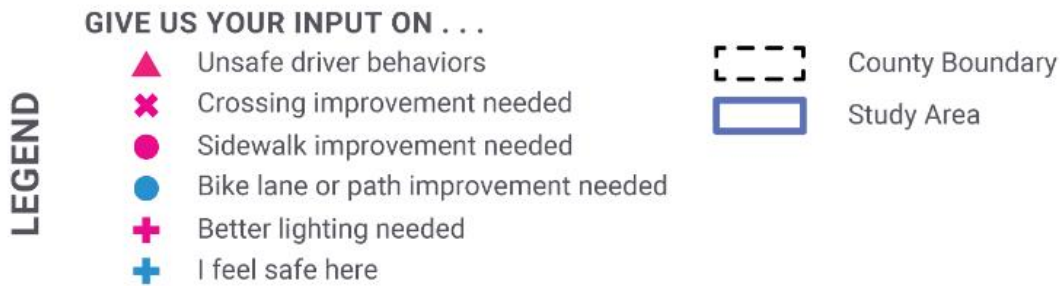 LEGEND
GIVE US YOUR INPUT ON . . .
Unsafe driver behaviors
Crossing improvement needed
Sidewalk improvement needed
Bike lane or path improvement needed
Better lighting needed
I feel safe here
County Boundary
Study Area